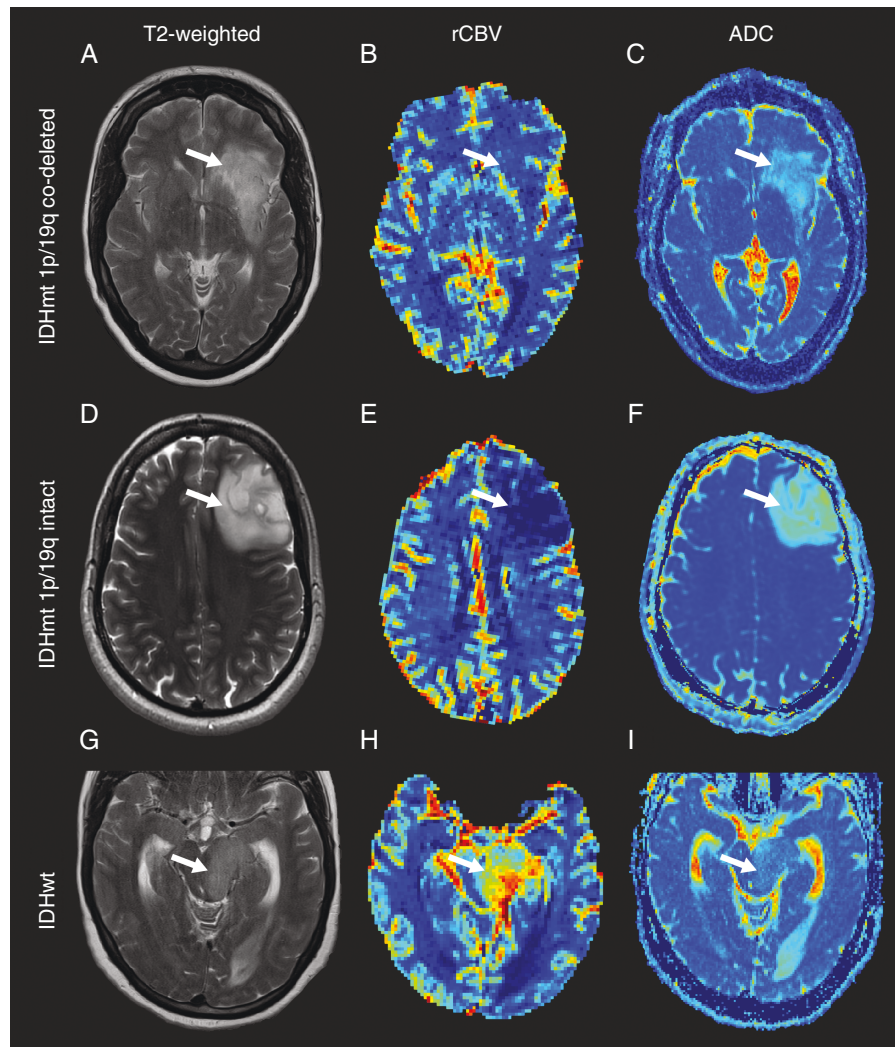 T2-weighted rCBV ADC
A B C
IDHmt 1p/19q co-deleted
D E F
IDHmt 1p/19q intact
G H I
IDHwt